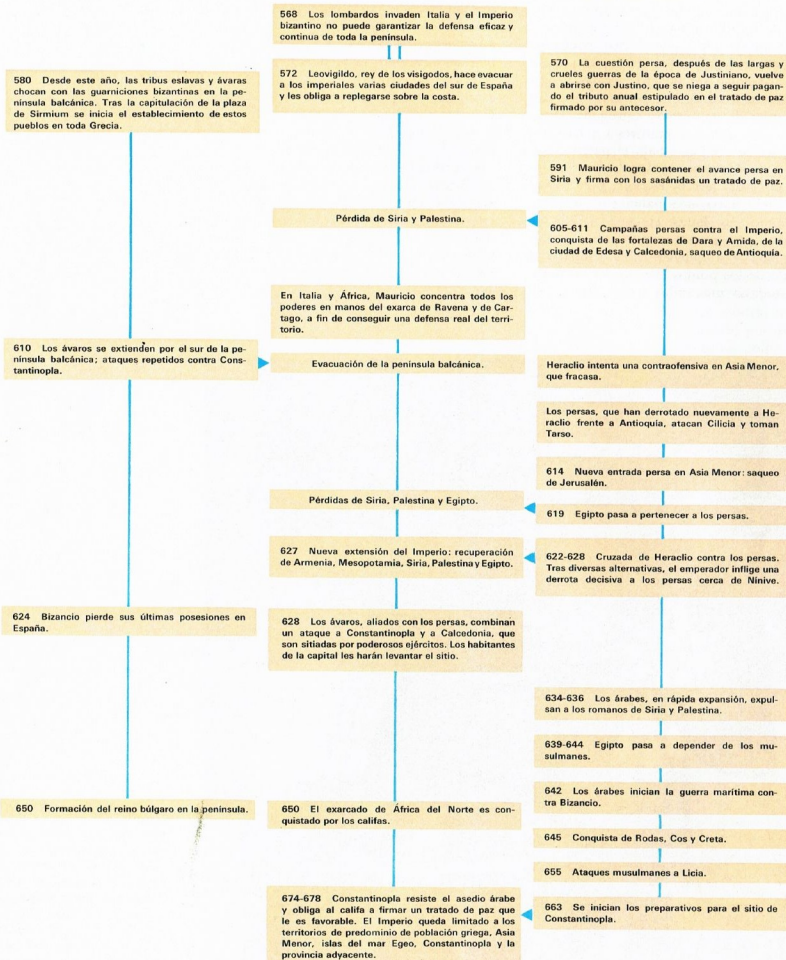 568 Los lombardos invaden Italia y el Imperio
bizantino no puede garantizar la defensa eficaz y
continua de toda la península.
580 Desde este año, las tribus eslavas y ávaras
chocan con las guarniciones bizantinas en la pe-
nínsula balcánica. Tras la capitulación de la plaza
de Sirmium se inicia el establecimiento de estos
pueblos en toda Grecia.
572 Leovigildo, rey de los visigodos, hace evacuar
a los imperiales varias ciudades del sur de España
y les obliga a replegarse sobre la costa.
570 La cuestión persa, después de las largas y
crueles guerras de la época de Justiniano, vuelve
a abrirse con Justino, que se niega a seguir pagan-
do el tributo anual estipulado en el tratado de paz
firmado por su antecesor.
591 Mauricio logra contener el avance persa en
Siria y firma con los sasánidas un tratado de paz.
Pérdida de Siria y Palestina.
605-611 Campañas persas contra el Imperio,
conquista de las fortalezas de Dara y Amida, de la
ciudad de Edesa y Calcedonia, saqueo de Antioquia.
En Italia y África, Mauricio concentra todos los
poderes en manos del exarca de Ravena y de Car-
tago, a fin de conseguir una defensa real del terri-
torio.
610 Los ávaros se extienden por el sur de la pe-
nínsula balcánica; ataques repetidos contra Cons-
tantinopla.
Evacuación de la península balcánica.
Heraclio intenta una contraofensiva en Asia Menor,
que fracasa.
Los persas, que han derrotado nuevamente a He-
raclio frente a Antioquia, atacan Cilicia y toman
Tarso.
614 Nueva entrada persa en Asia Menor: saqueo
de Jerusalén.
Pérdidas de Siria, Palestina y Egipto.
619 Egipto pasa a pertenecer a los persas.
627 Nueva extensión del Imperio: recuperación
de Armenia, Mesopotamia, Siria, Palestina y Egipto.
622-628 Cruzada de Heraclio contra los persas.
Tras diversas alternativas, el emperador inflige una
derrota decisiva a los persas cerca de Nínive.
624 Bizancio pierde sus últimas posesiones en
España.
628 Los ávaros, aliados con los persas, combinan
un ataque a Constantinopla y a Calcedonia, que
son sitiadas por poderosos ejércitos. Los habitantes
de la capital les harán levantar el sitio.
634-636 Los árabes, en rápida expansión, expul-
san a los romanos de Siria y Palestina.
639-644 Egipto pasa a depender de los mu-
sulmanes.
642 Los árabes inician la guerra marítima con-
tra Bizancio.
650 Formación del reino búlgaro en la península.
650 El exarcado de África del Norte es con-
quistado por los califas.
645 Conquista de Rodas, Cos y Creta.
655 Ataques musulmanes a Licia.
674-678 Constantinopla resiste el asedio árabe
y obliga al califa a firmar un tratado de paz que
le es favorable. El Imperio queda limitado a los
territorios de predominio de población griega, Asia
Menor, islas del mar Egeo, Constantinopla y la
provincia adyacente.
663 Se inician los preparativos para el sitio de
Constantinopla.